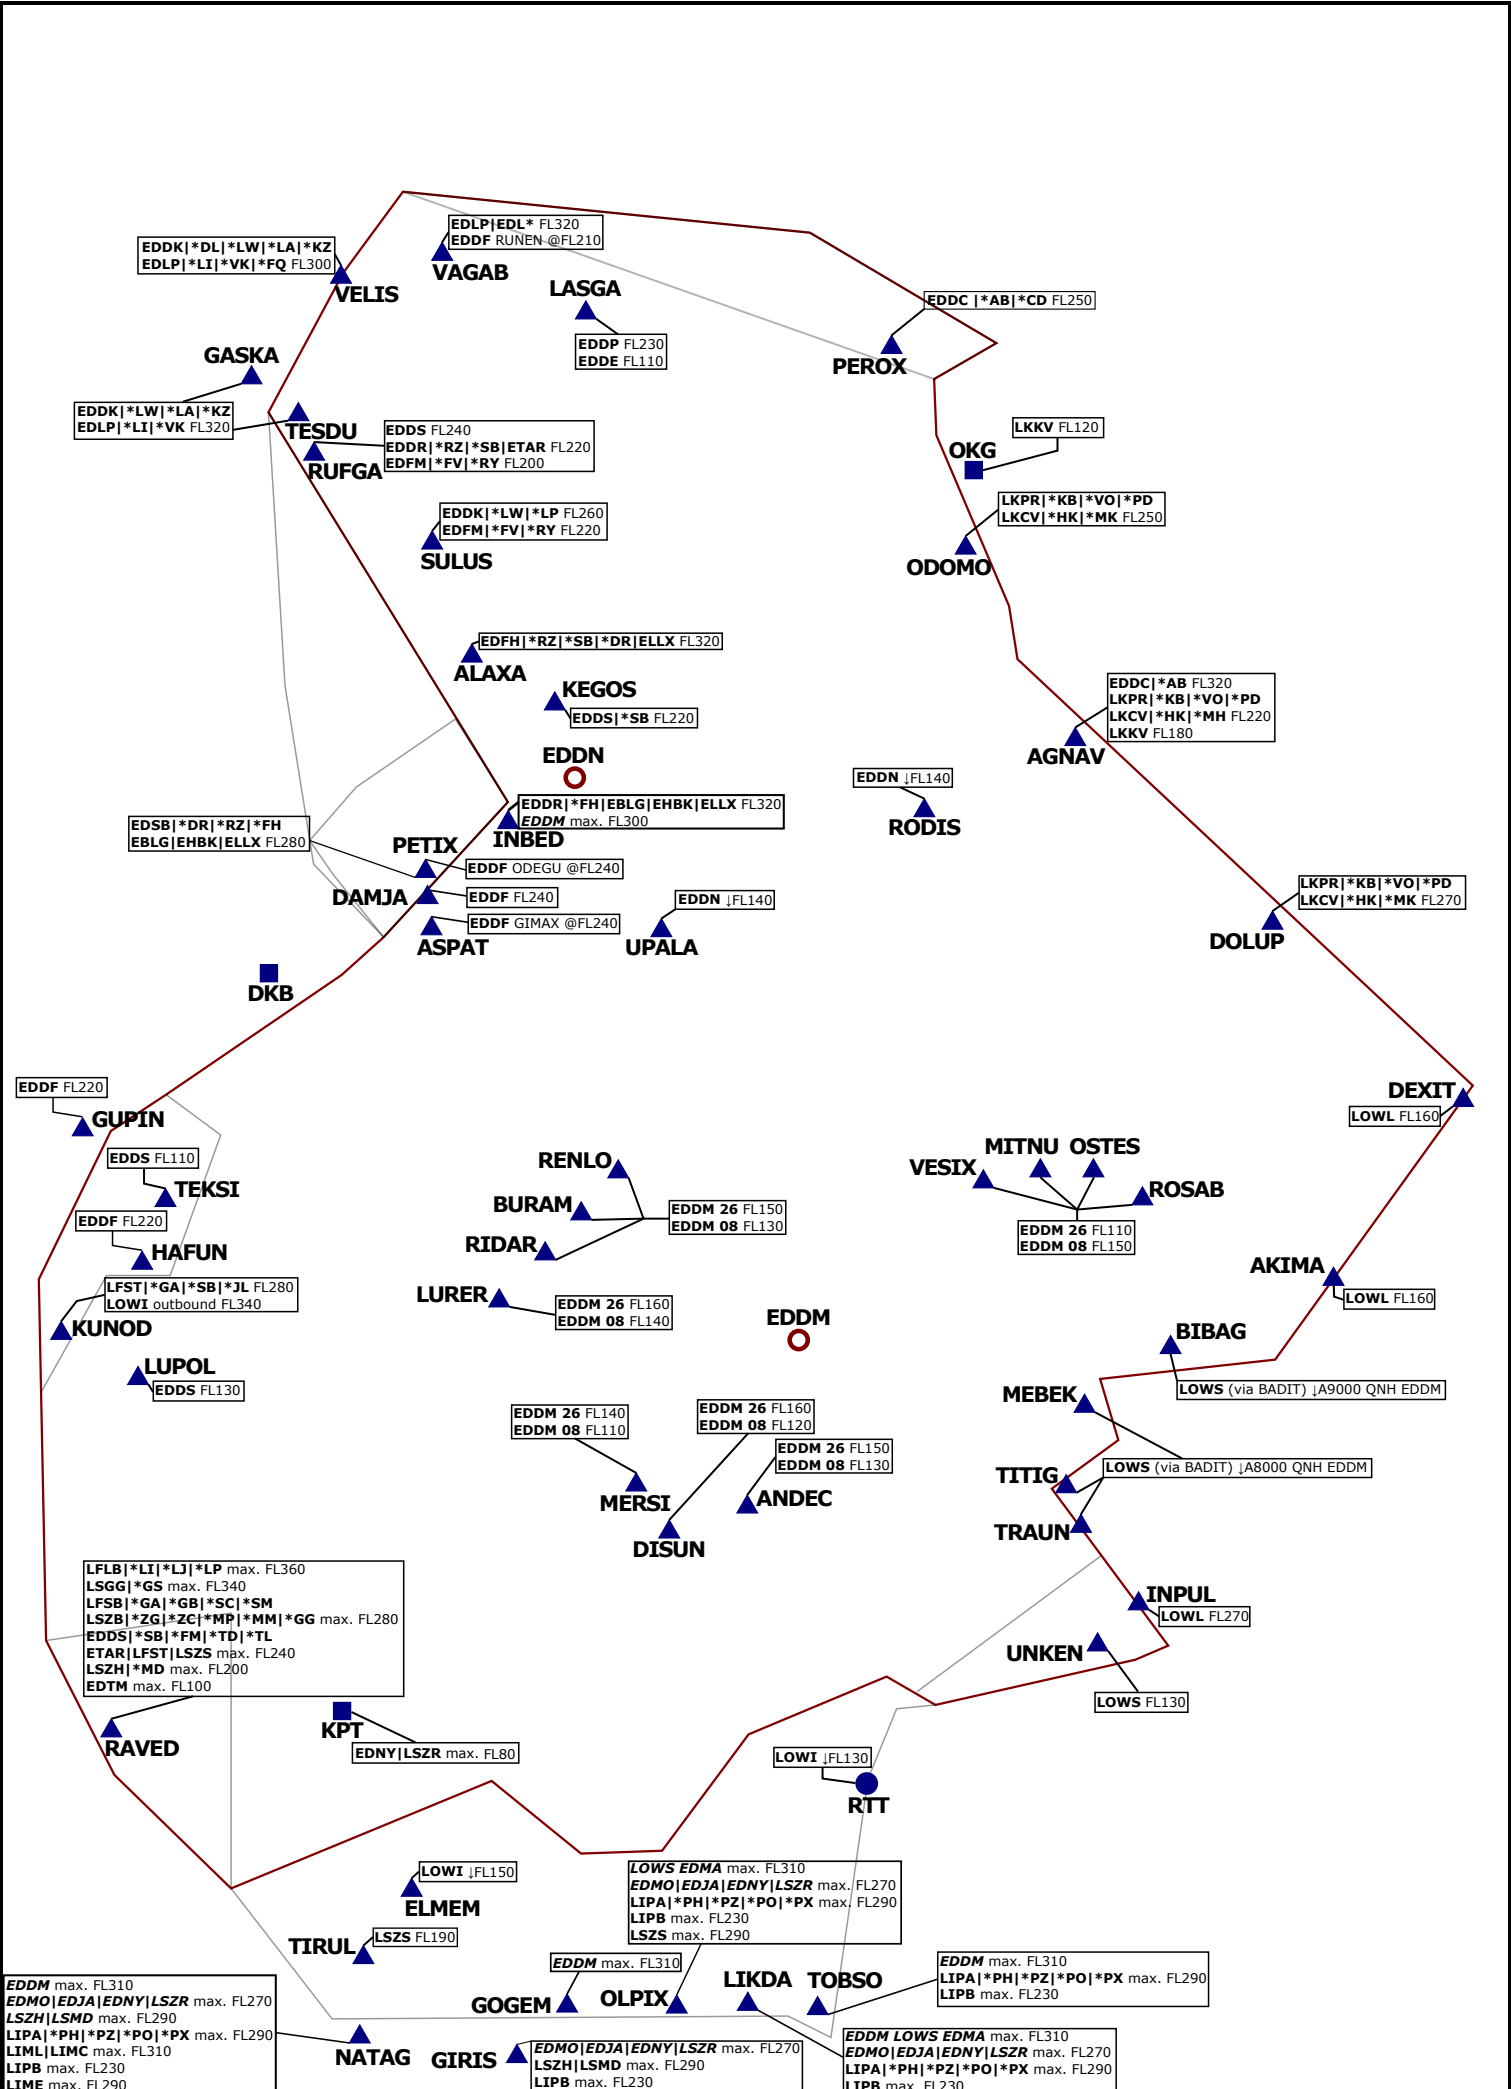 EDLP|EDL* FL320
EDDF RUNEN @FL210
VAGAB
EDDK|*DL|*LW|*LA|*KZ
EDLP|*LI|*VK|*FQ FL300
VELIS
LASGA
EDDP FL230
EDDE FL110
EDDC |*AB|*CD FL250
PEROX
GASKA
EDDK|*LW|*LA|*KZ
EDLP|*LI|*VK FL320
TESDU
RUFGA
EDDS FL240
EDDR|*RZ|*SB|ETAR FL220
EDFM|*FV|*RY FL200
LKKV FL120
OKG
EDDK|*LW|*LP FL260
EDFM|*FV|*RY FL220
SULUS
LKPR|*KB|*VO|*PD
LKCV|*HK|*MK FL250
ODOMO
EDFH|*RZ|*SB|*DR|ELLX FL320
ALAXA
KEGOS
EDDS|*SB FL220
EDDC|*AB FL320
LKPR|*KB|*VO|*PD
LKCV|*HK|*MH FL220
LKKV FL180
AGNAV
EDDN
EDDN ↓FL140
RODIS
EDDR|*FH|EBLG|EHBK|ELLX FL320
EDDM max. FL300
INBED
EDSB|*DR|*RZ|*FH
EBLG|EHBK|ELLX FL280
PETIX
EDDF ODEGU @FL240
DAMJA
EDDF FL240
EDDF GIMAX @FL240
ASPAT
EDDN ↓FL140
UPALA
LKPR|*KB|*VO|*PD
LKCV|*HK|*MK FL270
DOLUP
DKB
EDDF FL220
GUPIN
DEXIT
LOWL FL160
EDDS FL110
TEKSI
RENLO
BURAM
RIDAR
EDDM 26 FL150
EDDM 08 FL130
MITNU OSTES
VESIX
ROSAB
EDDM 26 FL110
EDDM 08 FL150
EDDF FL220
HAFUN
AKIMA
LOWL FL160
LFST|*GA|*SB|*JL FL280
LOWI outbound FL340
KUNOD
LURER
EDDM 26 FL160
EDDM 08 FL140
EDDM
BIBAG
LOWS (via BADIT) ↓A9000 QNH EDDM
LUPOL
EDDS FL130
MEBEK
EDDM 26 FL140
EDDM 08 FL110
MERSI
EDDM 26 FL160
EDDM 08 FL120
DISUN
EDDM 26 FL150
EDDM 08 FL130
ANDEC
LOWS (via BADIT) ↓A8000 QNH EDDM
TITIG
TRAUN
LFLB|*LI|*LJ|*LP max. FL360
LSGG|*GS max. FL340
LFSB|*GA|*GB|*SC|*SM
LSZB|*ZG|*ZC|*MP|*MM|*GG max. FL280
EDDS|*SB|*FM|*TD|*TL
ETAR|LFST|LSZS max. FL240
LSZH|*MD max. FL200
EDTM max. FL100
RAVED
INPUL
LOWL FL270
UNKEN
LOWS FL130
KPT
EDNY|LSZR max. FL80
LOWI ↓FL130
RTT
LOWI ↓FL150
ELMEM
LOWS EDMA max. FL310
EDMO|EDJA|EDNY|LSZR max. FL270
LIPA|*PH|*PZ|*PO|*PX max. FL290
LIPB max. FL230
LSZS max. FL290
OLPIX
LSZS FL190
TIRUL
EDDM max. FL310
GOGEM
LIKDA
TOBSO
EDDM max. FL310
LIPA|*PH|*PZ|*PO|*PX max. FL290
LIPB max. FL230
EDDM max. FL310
EDMO|EDJA|EDNY|LSZR max. FL270
LSZH|LSMD max. FL290
LIPA|*PH|*PZ|*PO|*PX max. FL290
LIML|LIMC max. FL310
LIPB max. FL230
LIME max. FL290
NATAG
GIRIS
EDMO|EDJA|EDNY|LSZR max. FL270
LSZH|LSMD max. FL290
LIPB max. FL230
EDDM LOWS EDMA max. FL310
EDMO|EDJA|EDNY|LSZR max. FL270
LIPA|*PH|*PZ|*PO|*PX max. FL290
LIPB max. FL230